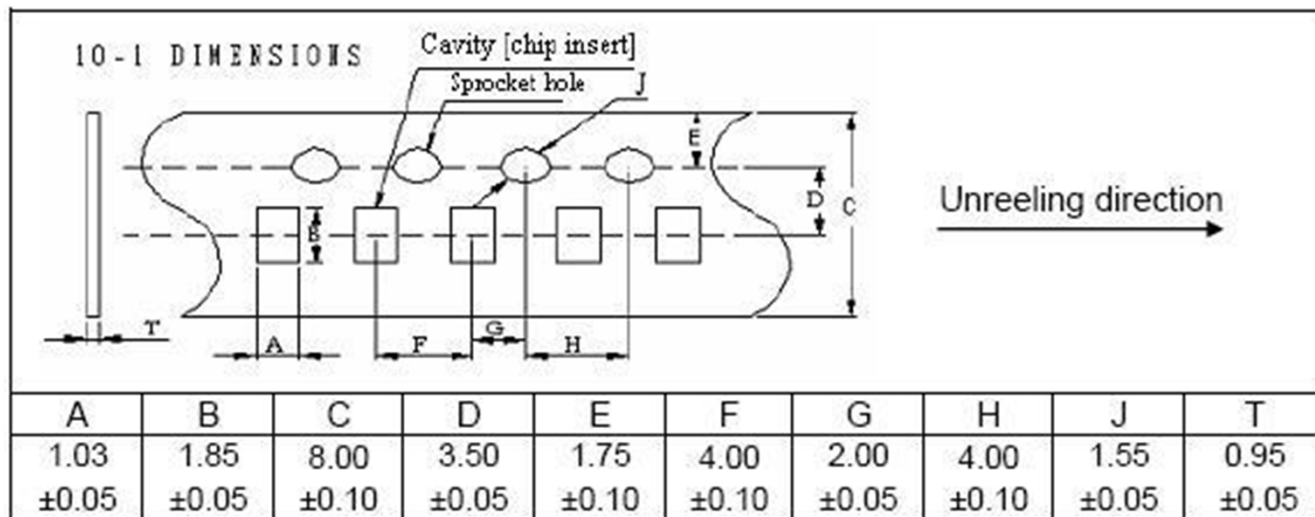 10-1 DIMENSIONS
Cavity [chip insert]
Sprocket hole
J
E
D
C
B
Unreeling direction
T
A
F
G
H
A B C D E F G H J T
1.03 1.85 8.00 3.50 1.75 4.00 2.00 4.00 1.55 0.95
±0.05 ±0.05 ±0.10 ±0.05 ±0.10 ±0.10 ±0.05 ±0.10 ±0.05 ±0.05